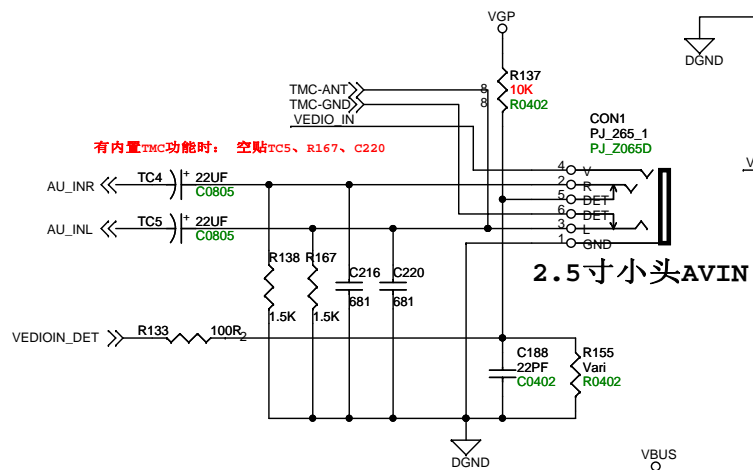 VGP
DGND
R137
10K
R0402
TMC-ANT
8
TMC-GND
8
VEDIO_IN
CON1
PJ_265_1
PJ_Z065D
有内置TMC功能时： 空贴TC5、R167、C220
4 V
TC4 + 22UF
C0805
AU_INR
2 R
5 DET
6 DET
TC5 + 22UF
C0805
AU_INL
3 L
1 GND
2.5寸小头AVIN
R138
1.5K
R167
1.5K
C216
681
C220
681
VEDIOIN_DET
R133 100R 2
C188
22PF
C0402
R155
Vari
R0402
DGND
VBUS
V